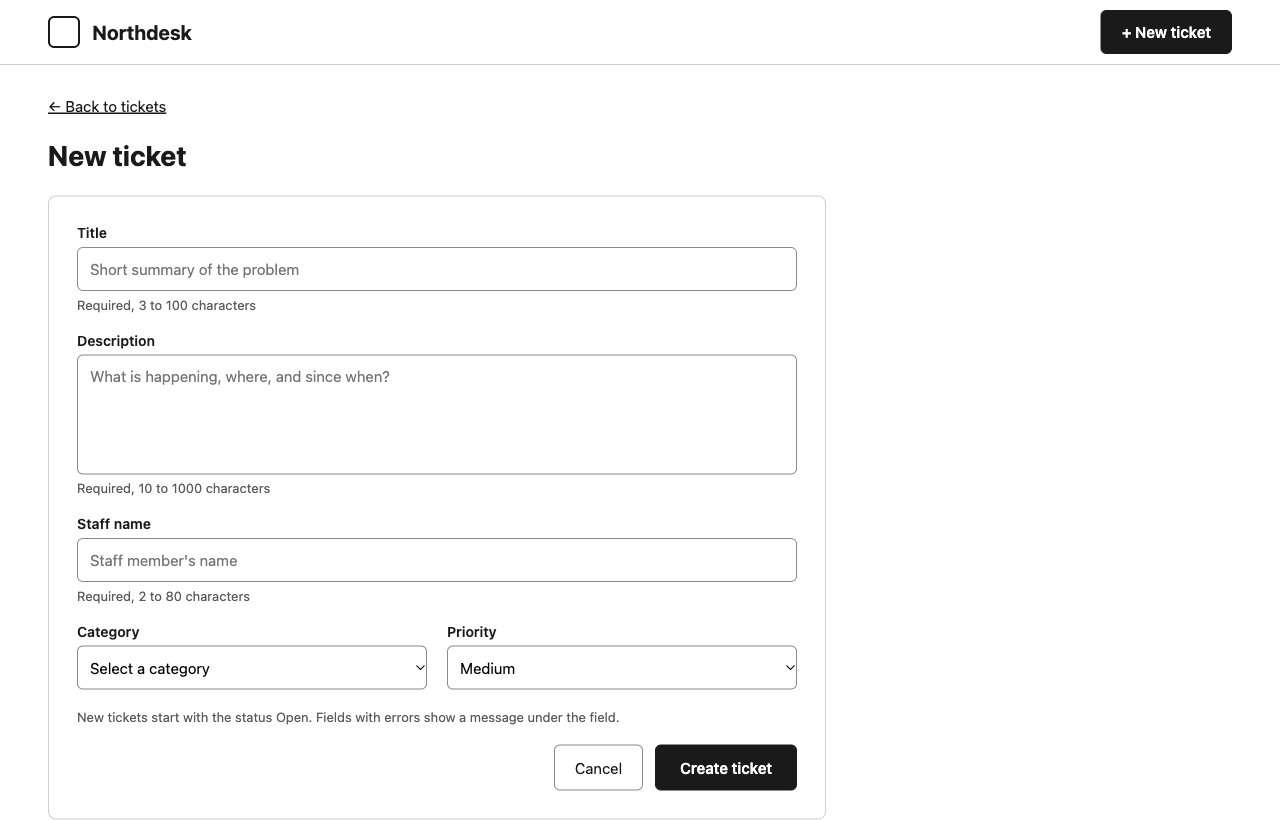 Northdesk
+ New ticket
← Back to tickets
New ticket
Title
Short summary of the problem
Required, 3 to 100 characters
Description
What is happening, where, and since when?
Required, 10 to 1000 characters
Staff name
Staff member's name
Required, 2 to 80 characters
Category
Priority
Select a category
Medium
New tickets start with the status Open. Fields with errors show a message under the field.
Cancel
Create ticket